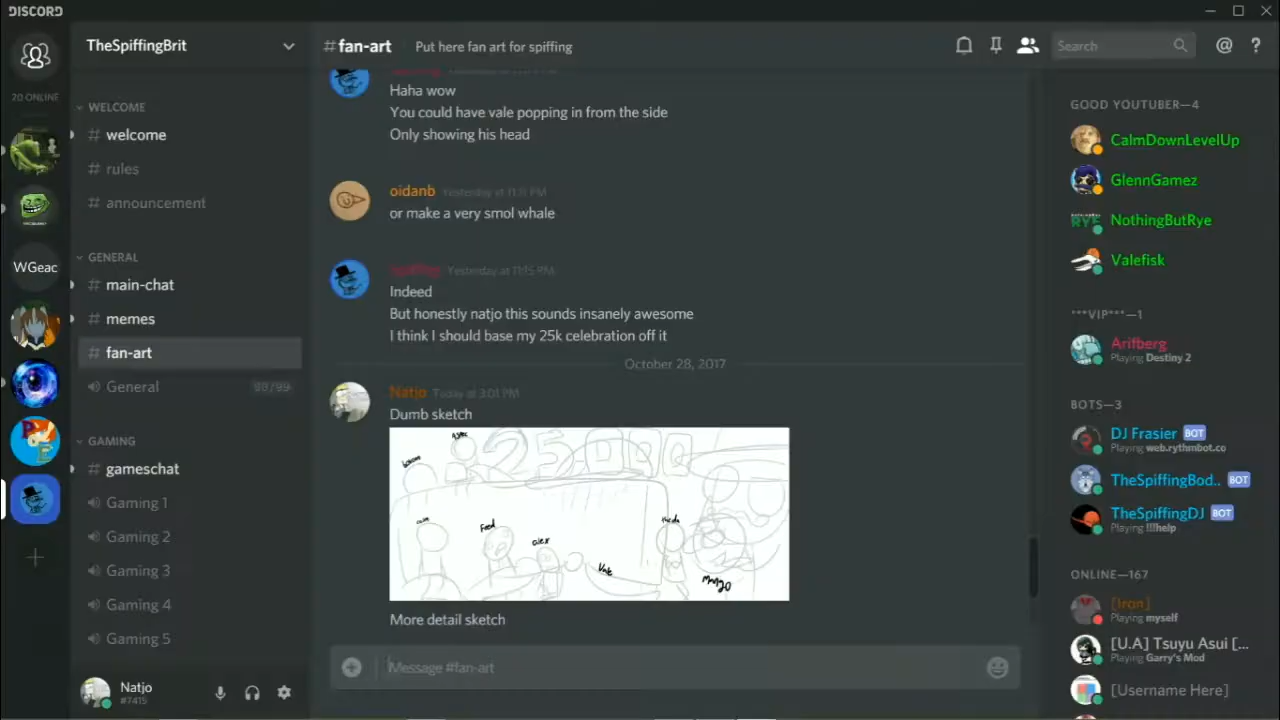 DISCORD
TheSpiffingBrit
#fan-art
Put here fan art for spiffing
Search
20 ONLINE
WGeac
WELCOME
# welcome
# rules
# announcement
GENERAL
# main-chat
# memes
# fan-art
General
GAMING
# gameschat
Gaming 1
Gaming 2
Gaming 3
Gaming 4
Gaming 5
Natjo
#7415
Haha wow
You could have vale popping in from the side
Only showing his head
oidanb Yesterday at 11:11 PM
or make a very smol whale
Yesterday at 11:15 PM
Indeed
But honestly natjo this sounds insanely awesome
I think I should base my 25k celebration off it
October 28, 2017
Natjo Today at 3:01 PM
Dumb sketch
25,000
Fred
alex
Vale
Mango
More detail sketch
Message #fan-art
GOOD YOUTUBER—4
CalmDownLevelUp
GlennGamez
NothingButRye
Valefisk
***VIP***—1
Arifberg
Playing Destiny 2
BOTS—3
DJ Frasier BOT
Playing web.rythmbot.co
TheSpiffingBod.. BOT
TheSpiffingDJ BOT
Playing !!!help
ONLINE—167
[Iron]
Playing myself
[U.A] Tsuyu Asui [...
Playing Garry's Mod
[Username Here]